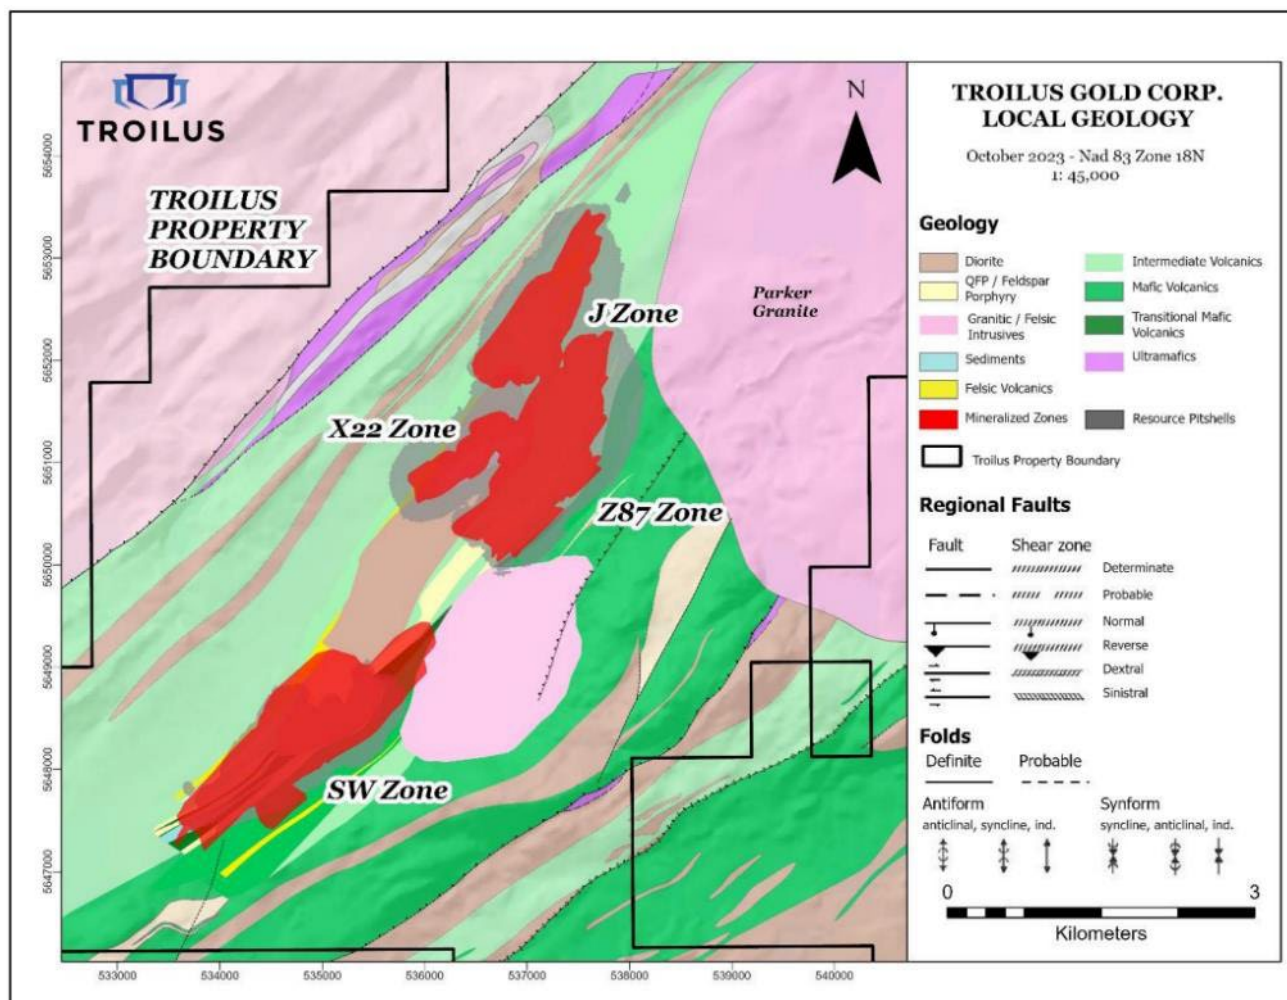 TROILUS
TROILUS
PROPERTY
BOUNDARY
N
Parker
Granite
J Zone
X22 Zone
Z87 Zone
SW Zone
5654000
5653000
5652000
5651000
5650000
5649000
5648000
5647000
533000
534000
535000
536000
537000
538000
539000
540000
TROILUS GOLD CORP.
LOCAL GEOLOGY
October 2023 - Nad 83 Zone 18N
1: 45,000
Geology
Diorite
QFP / Feldspar
Porphyry
Granitic / Felsic
Intrusives
Sediments
Felsic Volcanics
Mineralized Zones
Intermediate Volcanics
Mafic Volcanics
Transitional Mafic
Volcanics
Ultramafics
Resource Pitshells
Troilus Property Boundary
Regional Faults
Fault Shear zone
Determinate
Probable
Normal
Reverse
Dextral
Sinistral
Folds
Definite Probable
Antiform
anticlinal, syncline, ind.
Synform
syncline, anticlinal, ind.
0 3
Kilometers